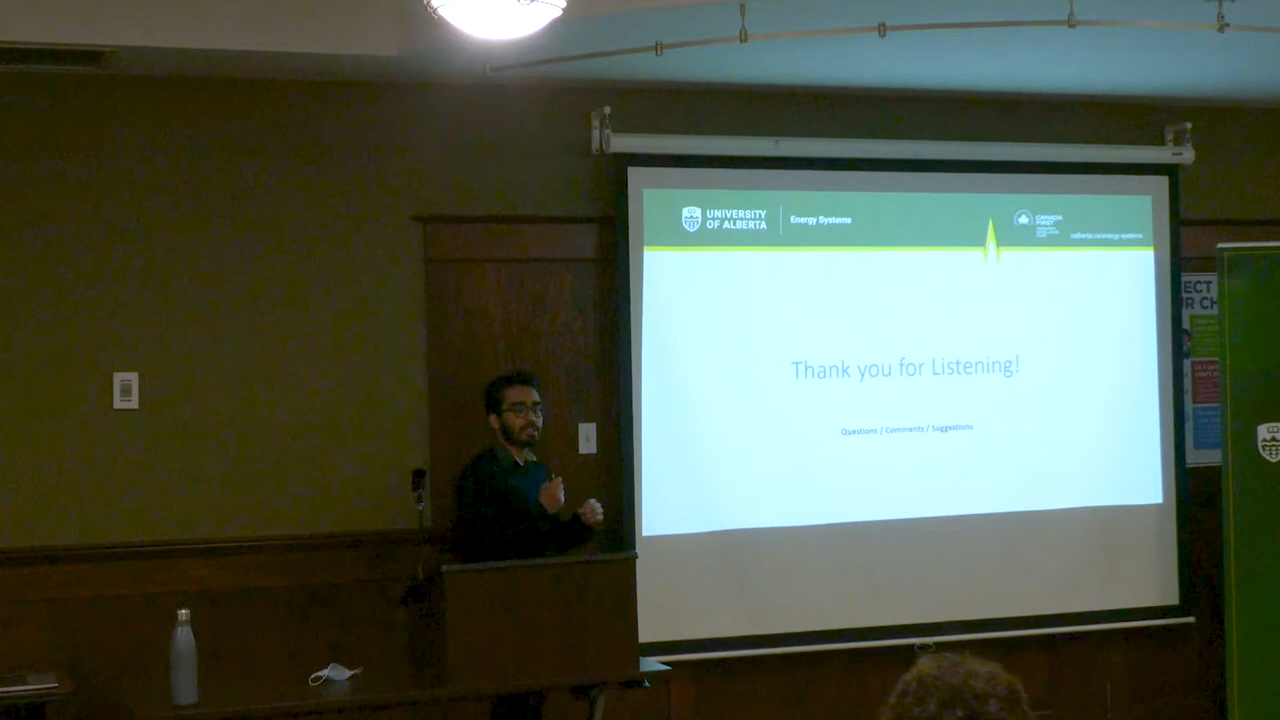 UNIVERSITY
OF ALBERTA
Energy Systems
CANADA
FIRST
ualberta.ca/energy-systems
Thank you for Listening!
Questions / Comments / Suggestions
ECT
UR CH